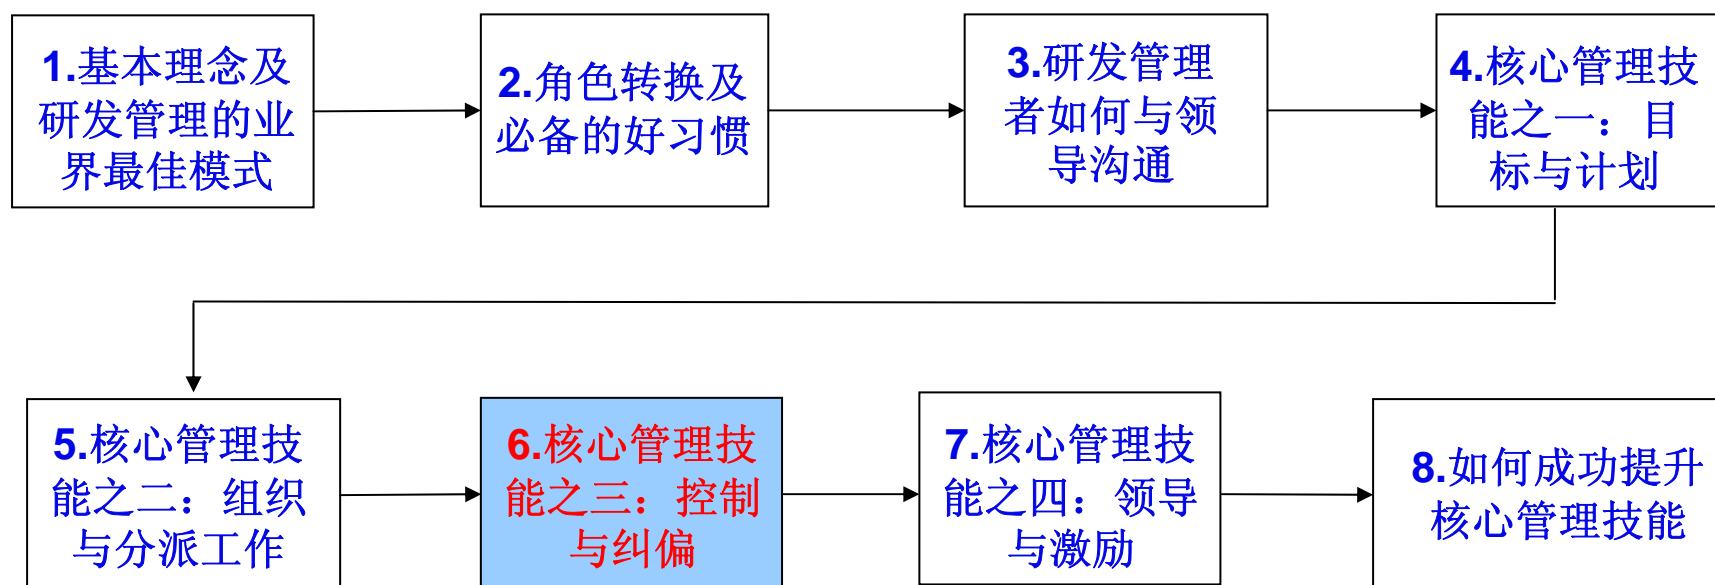 1.基本理念及
研发管理的业
界最佳模式
2.角色转换及
必备的好习惯
3.研发管理
者如何与领
导沟通
4.核心管理技
能之一：目
标与计划
5.核心管理技
能之二：组织
与分派工作
6.核心管理技
能之三：控制
与纠偏
7.核心管理技
能之四：领导
与激励
8.如何成功提升
核心管理技能